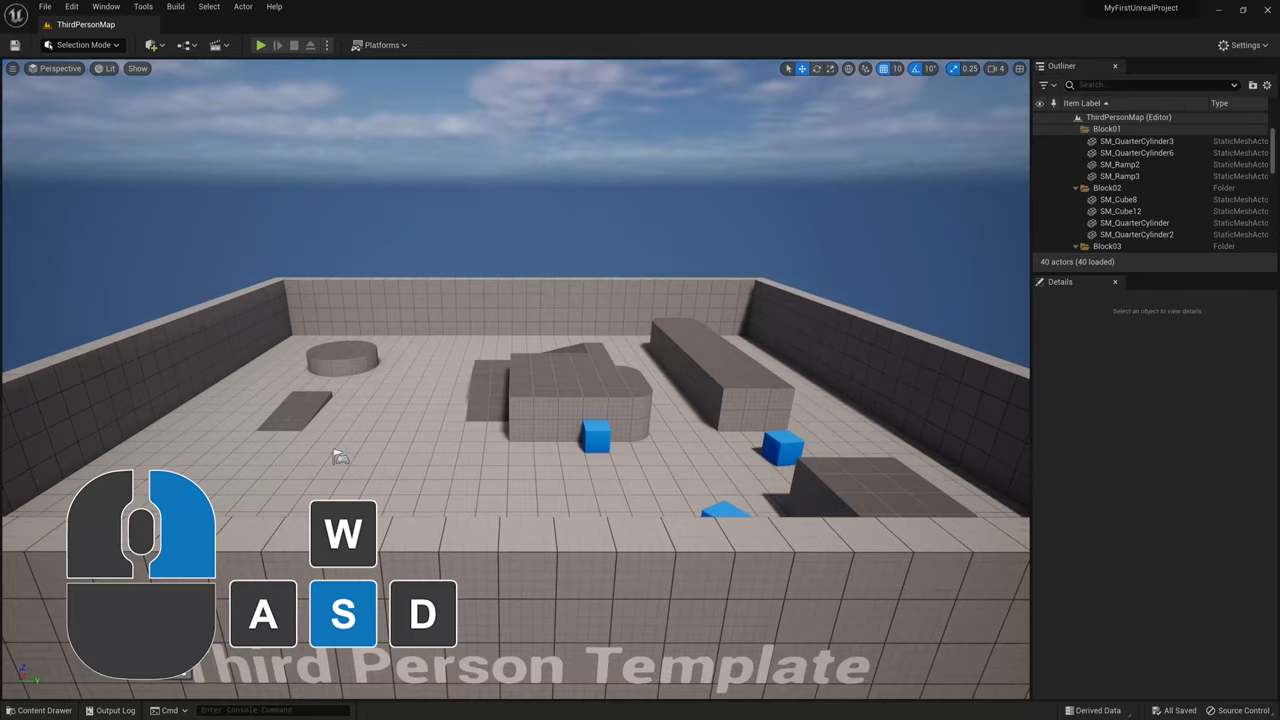 File Edit Window Tools Build Select Actor Help
MyFirstUnrealProject
ThirdPersonMap
Selection Mode
Platforms
Settings
Perspective Lit Show
10 10° 0.25 4
Outliner
Search...
Item Label Type
ThirdPersonMap (Editor)
Block01
SM_QuarterCylinder3 StaticMeshActo
SM_QuarterCylinder6 StaticMeshActo
SM_Ramp2 StaticMeshActo
SM_Ramp3 StaticMeshActo
Block02 Folder
SM_Cube8 StaticMeshActo
SM_Cube12 StaticMeshActo
SM_QuarterCylinder StaticMeshActo
SM_QuarterCylinder2 StaticMeshActo
Block03 Folder
40 actors (40 loaded)
Details
Select an object to view details.
W
A S D
Third Person Template
Z
Y
Content Drawer Output Log Cmd Enter Console Command
Derived Data All Saved Source Control